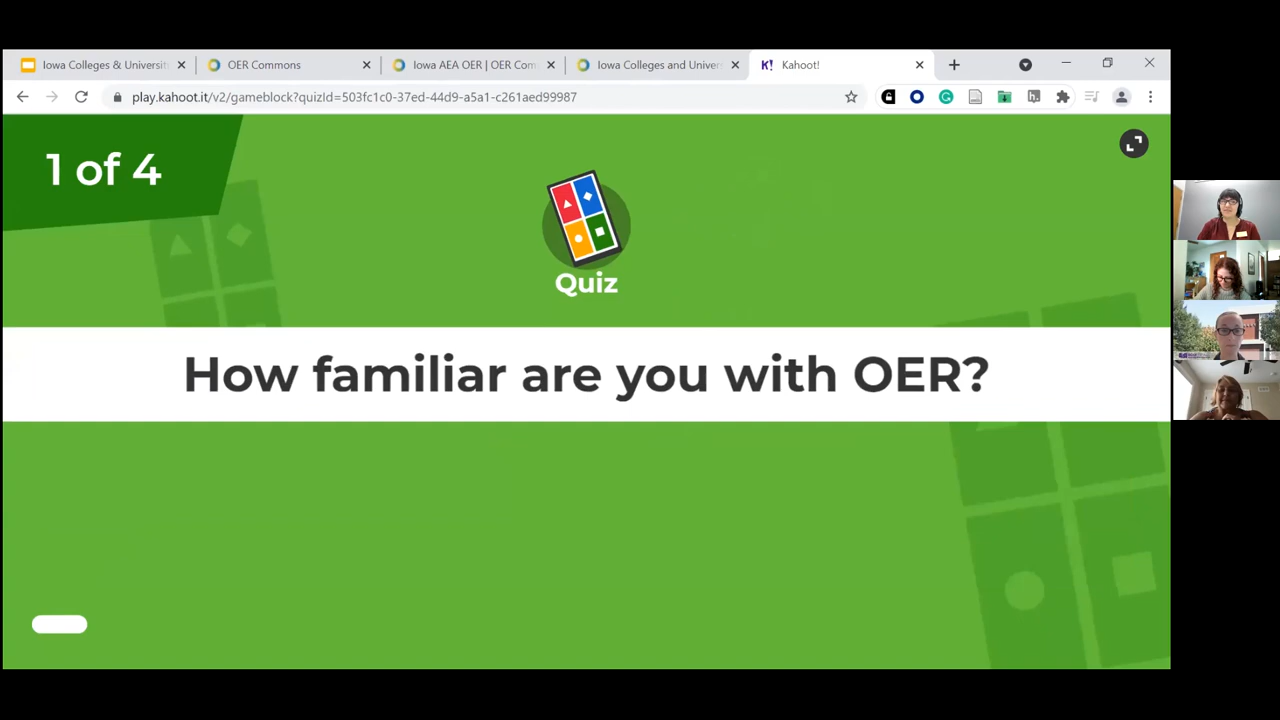 Iowa Colleges & Universit
OER Commons
Iowa AEA OER | OER Com
Iowa Colleges and Univer
K! Kahoot!
play.kahoot.it/v2/gameblock?quizId=503fc1c0-37ed-44d9-a5a1-c261aed99987
1 of 4
Quiz
How familiar are you with OER?